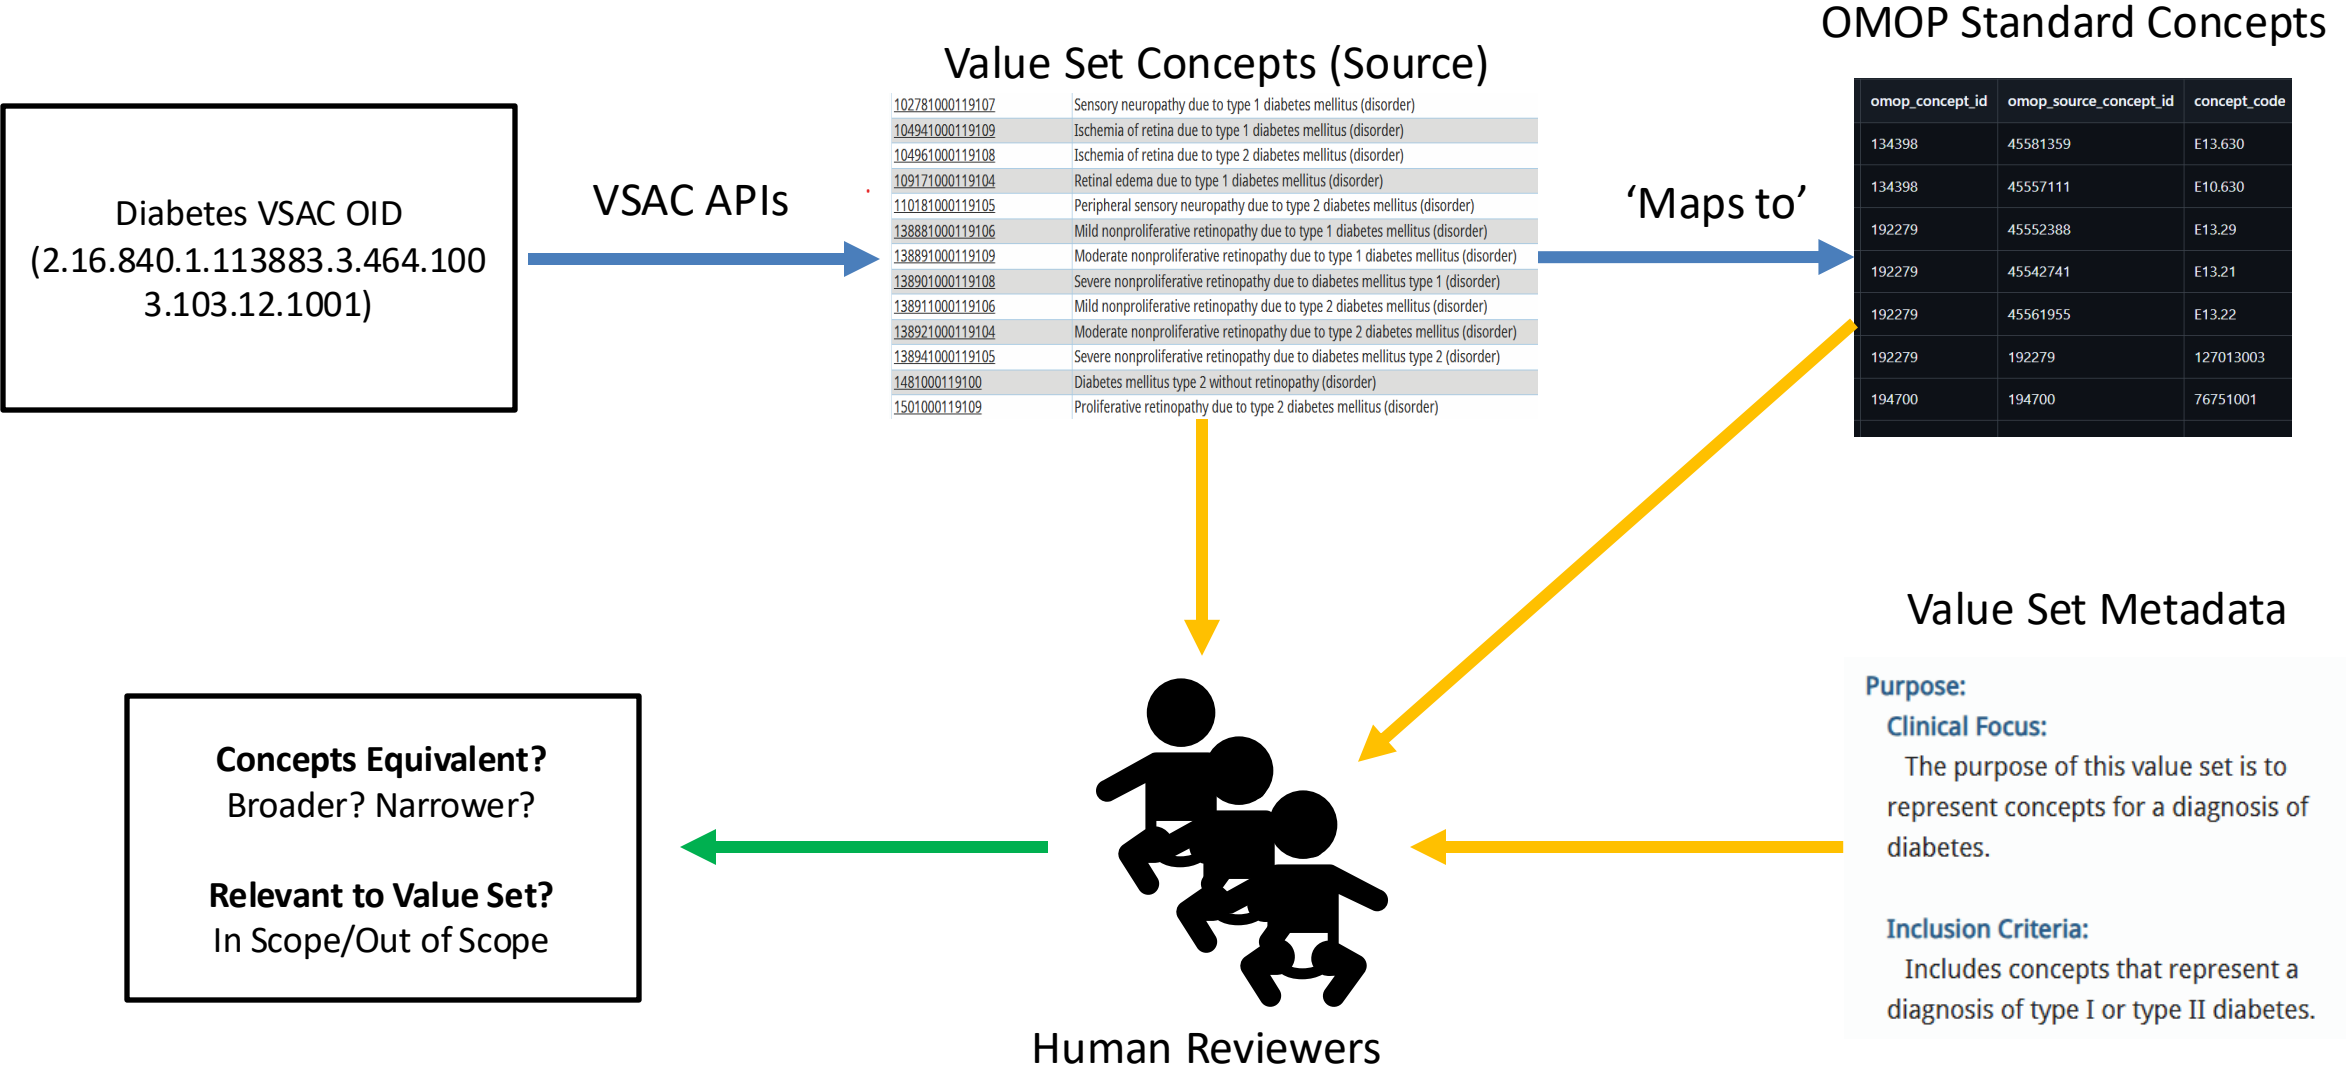 OMOP Standard Concepts
Value Set Concepts (Source)
Diabetes VSAC OID
(2.16.840.1.113883.3.464.100
3.103.12.1001)
VSAC APIs
102781000119107 Sensory neuropathy due to type 1 diabetes mellitus (disorder)
104941000119109 Ischemia of retina due to type 1 diabetes mellitus (disorder)
104961000119108 Ischemia of retina due to type 2 diabetes mellitus (disorder)
109171000119104 Retinal edema due to type 1 diabetes mellitus (disorder)
110181000119105 Peripheral sensory neuropathy due to type 2 diabetes mellitus (disorder)
138881000119106 Mild nonproliferative retinopathy due to type 1 diabetes mellitus (disorder)
138891000119109 Moderate nonproliferative retinopathy due to type 1 diabetes mellitus (disorder)
138901000119108 Severe nonproliferative retinopathy due to diabetes mellitus type 1 (disorder)
138911000119106 Mild nonproliferative retinopathy due to type 2 diabetes mellitus (disorder)
138921000119104 Moderate nonproliferative retinopathy due to type 2 diabetes mellitus (disorder)
138941000119105 Severe nonproliferative retinopathy due to diabetes mellitus type 2 (disorder)
1481000119100 Diabetes mellitus type 2 without retinopathy (disorder)
1501000119109 Proliferative retinopathy due to type 2 diabetes mellitus (disorder)
‘Maps to’
omop_concept_id omop_source_concept_id concept_code
134398 45581359 E13.630
134398 45557111 E10.630
192279 45552388 E13.29
192279 45542741 E13.21
192279 45561955 E13.22
192279 192279 127013003
194700 194700 76751001
Value Set Metadata
Purpose:
Clinical Focus:
The purpose of this value set is to
represent concepts for a diagnosis of
diabetes.
Inclusion Criteria:
Includes concepts that represent a
diagnosis of type I or type II diabetes.
Concepts Equivalent?
Broader? Narrower?
Relevant to Value Set?
In Scope/Out of Scope
Human Reviewers